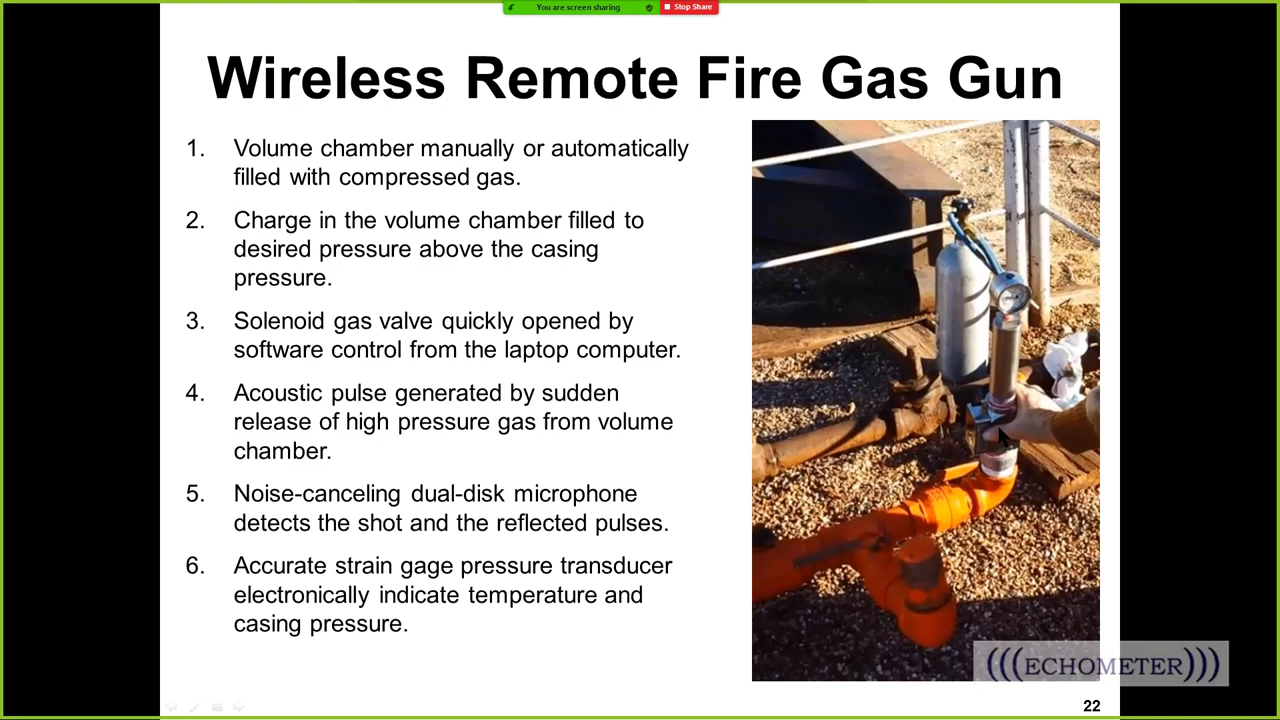 You are screen sharing
Stop Share
Wireless Remote Fire Gas Gun
1. Volume chamber manually or automatically
filled with compressed gas.
2. Charge in the volume chamber filled to
desired pressure above the casing
pressure.
3. Solenoid gas valve quickly opened by
software control from the laptop computer.
4. Acoustic pulse generated by sudden
release of high pressure gas from volume
chamber.
5. Noise-canceling dual-disk microphone
detects the shot and the reflected pulses.
6. Accurate strain gage pressure transducer
electronically indicate temperature and
casing pressure.
(((ECHOMETER)))
22